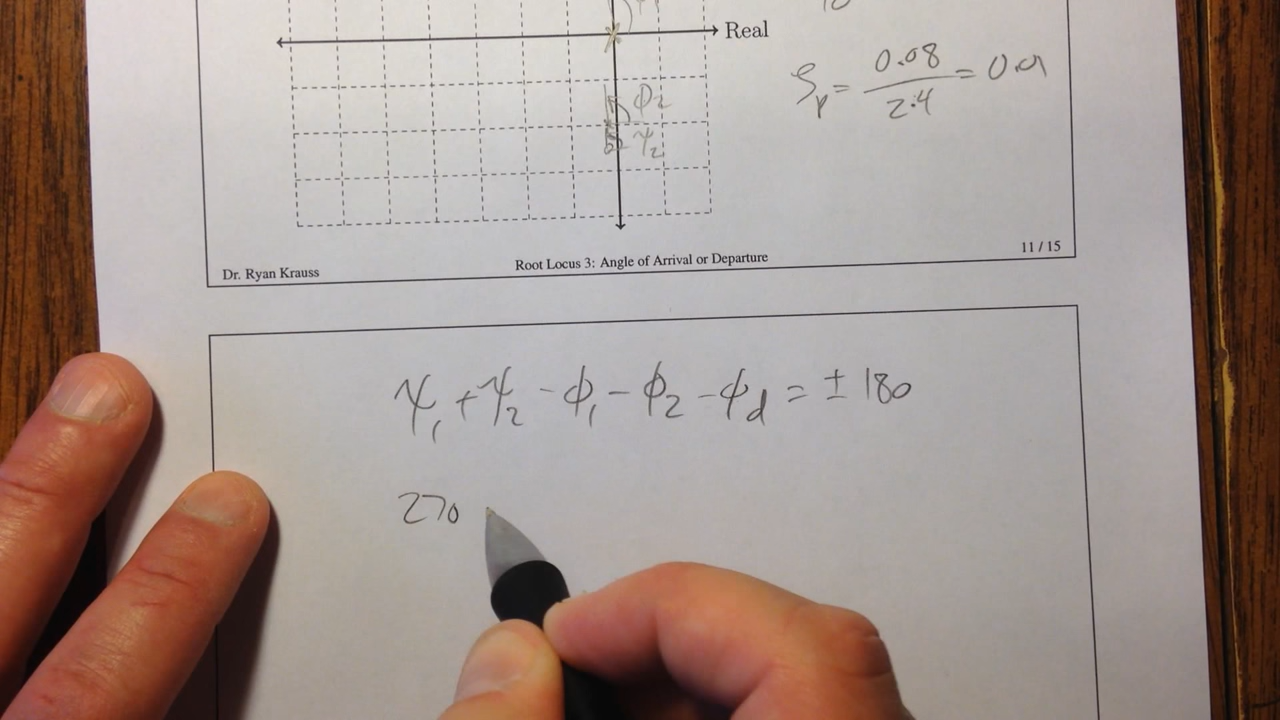 Real
ζp = 0.08 / 2.4 = 0.0
ϕ2
ψ2
11 / 15
Root Locus 3: Angle of Arrival or Departure
Dr. Ryan Krauss
ψ1 + ψ2 - ϕ1 - ϕ2 - ϕd = ± 180
270